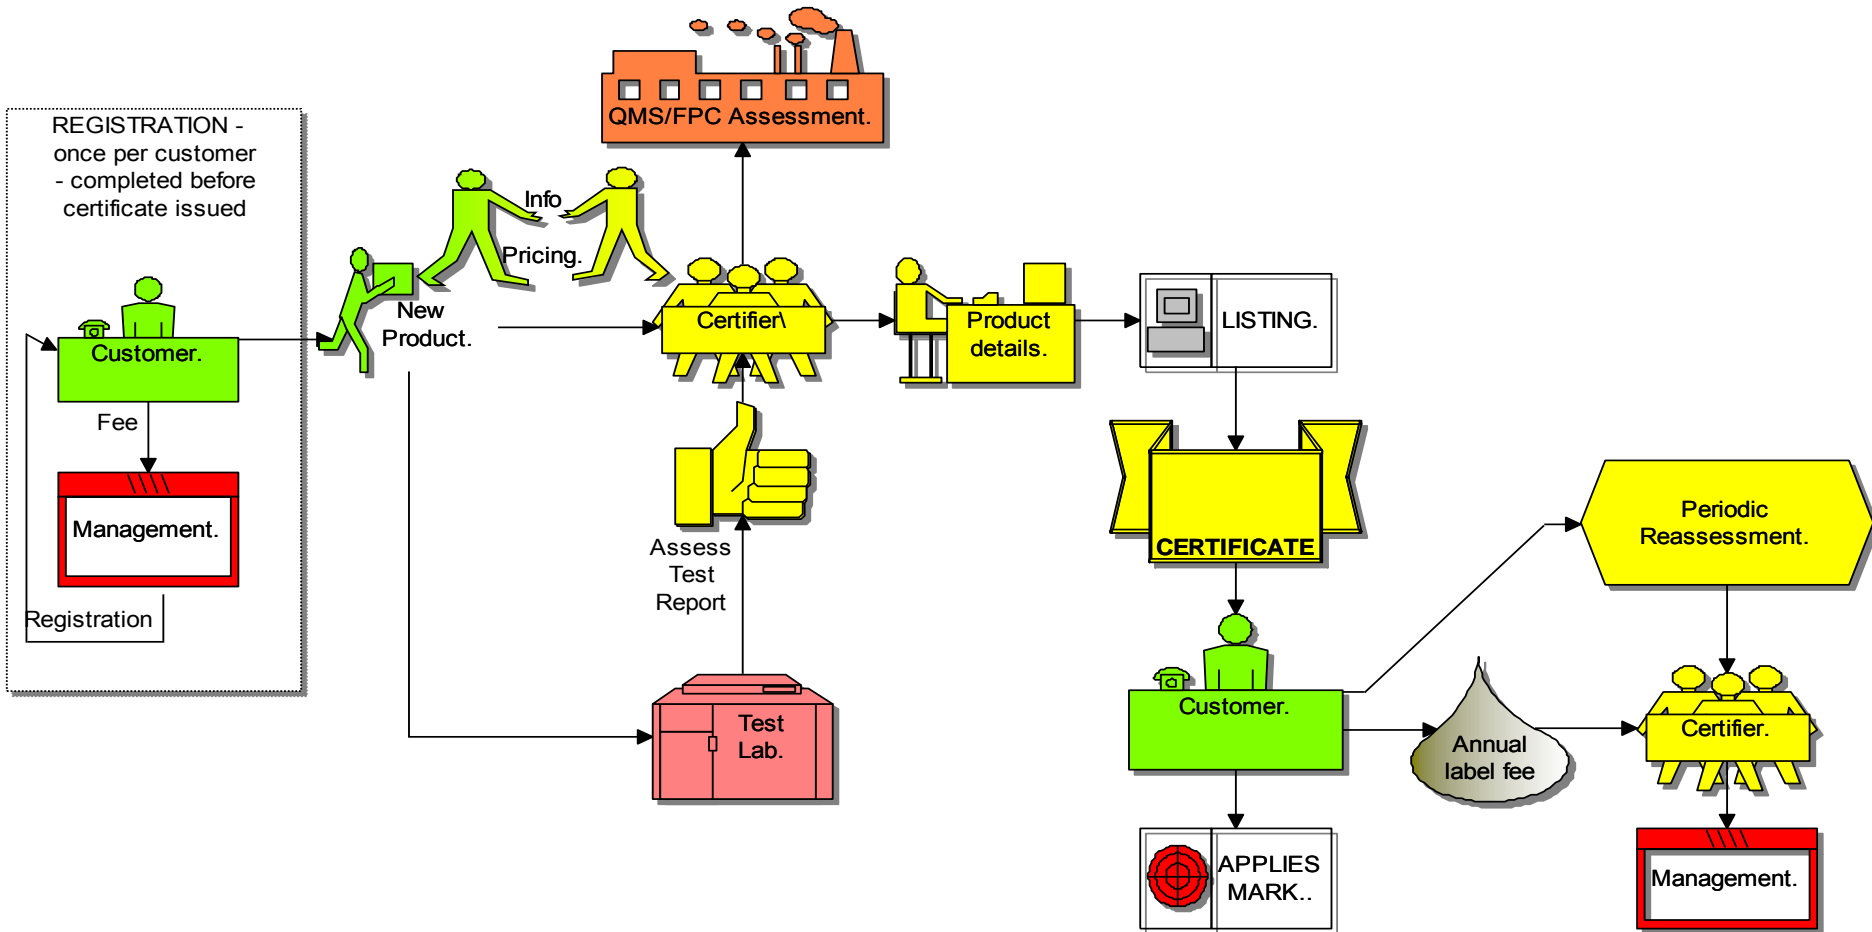 QMS/FPC Assessment.
REGISTRATION -
once per customer
- completed before
certificate issued
Info
Pricing.
New
Product.
Certifier\
Product
details.
LISTING.
Customer.
Fee
Management.
Registration
Assess
Test
Report
CERTIFICATE
Periodic
Reassessment.
Test
Lab.
Customer.
Annual
label fee
Certifier.
APPLIES
MARK..
Management.